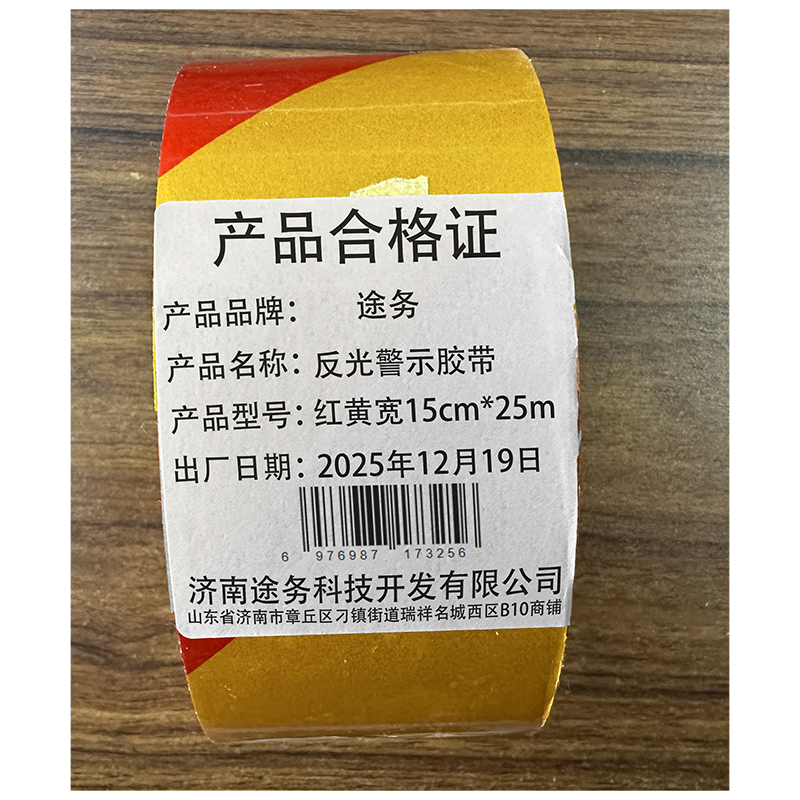 产品合格证
产品品牌： 途务
产品名称：反光警示胶带
产品型号：红黄宽15cm*25m
出厂日期：2025年12月19日
6 976987 173256
济南途务科技开发有限公司
山东省济南市章丘区刁镇街道瑞祥名城西区B10商铺